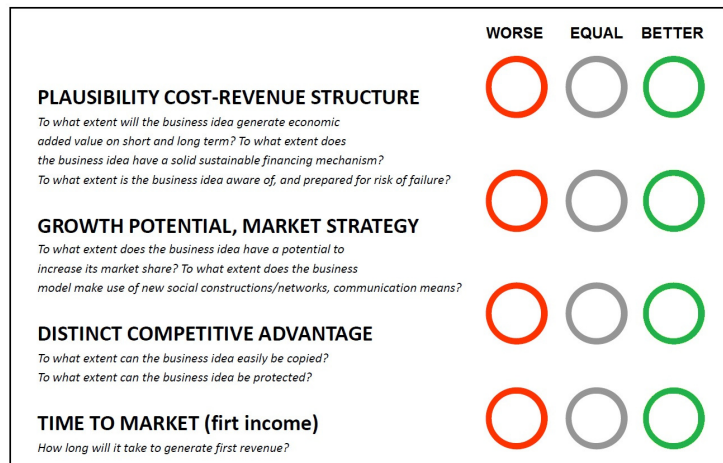 WORSE EQUAL BETTER
PLAUSIBILITY COST-REVENUE STRUCTURE
To what extent will the business idea generate economic
added value on short and long term? To what extent does
the business idea have a solid sustainable financing mechanism?
To what extent is the business idea aware of, and prepared for risk of failure?
GROWTH POTENTIAL, MARKET STRATEGY
To what extent does the business idea have a potential to
increase its market share? To what extent does the business
model make use of new social constructions/networks, communication means?
DISTINCT COMPETITIVE ADVANTAGE
To what extent can the business idea easily be copied?
To what extent can the business idea be protected?
TIME TO MARKET (firt income)
How long will it take to generate first revenue?